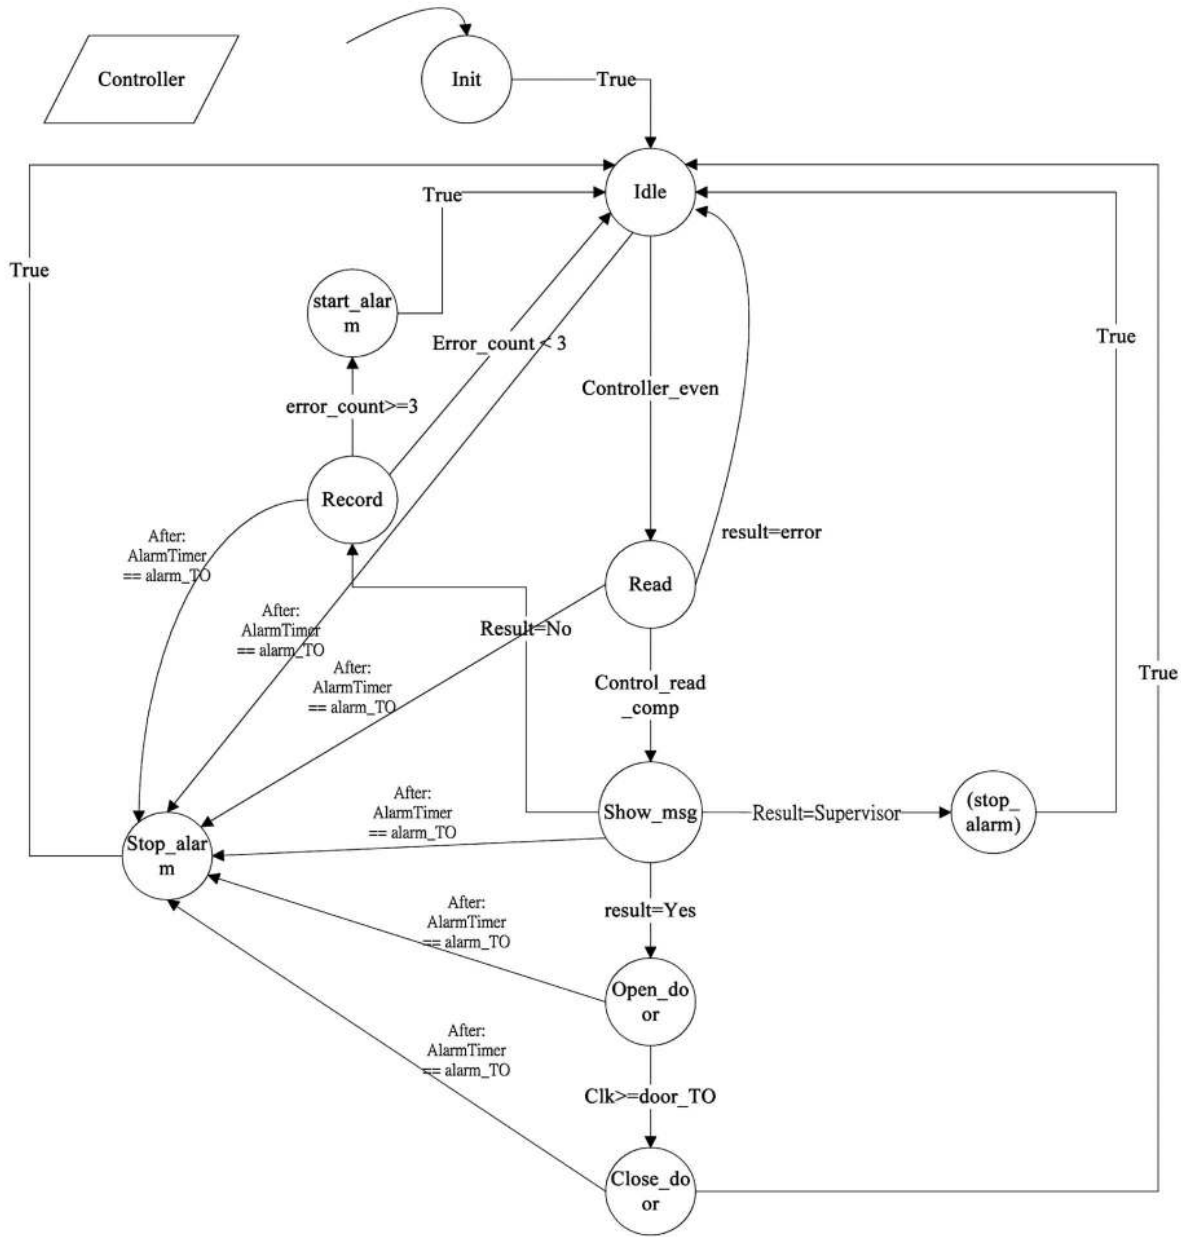 Controller
Init
True
Idle
True
True
start_alar
m
Error_count < 3
True
Controller_even
error_count>=3
Record
result=error
After:
AlarmTimer
== alarm_TO
Read
After:
AlarmTimer
== alarm_TO
Result=No
After:
AlarmTimer
== alarm_TO
Control_read
_comp
True
After:
AlarmTimer
== alarm_TO
Show_msg
Result=Supervisor
(stop_
alarm)
Stop_alar
m
After:
AlarmTimer
== alarm_TO
result=Yes
Open_do
or
After:
AlarmTimer
== alarm_TO
Clk>=door_TO
Close_do
or